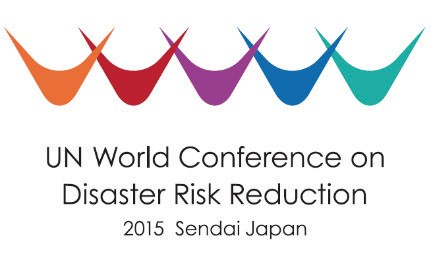 UN World Conference on
Disaster Risk Reduction
2015 Sendai Japan